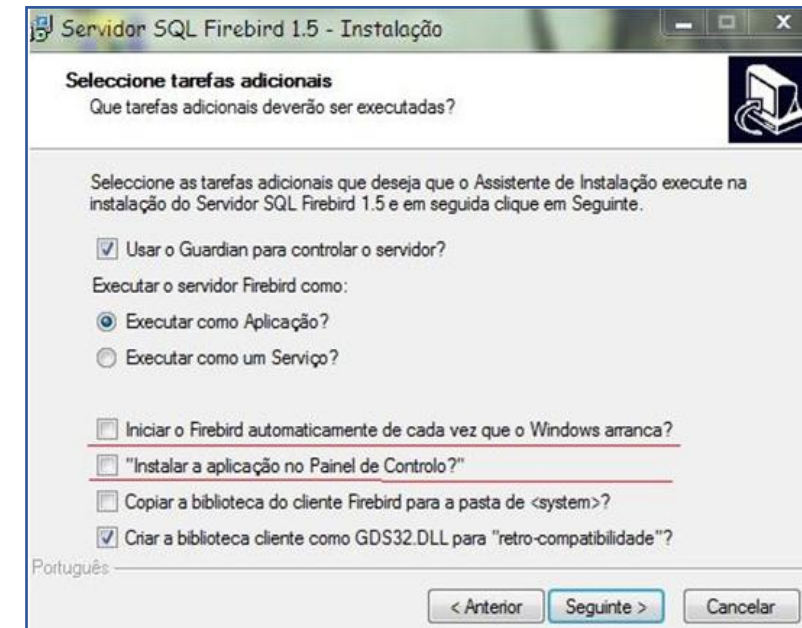 Servidor SQL Firebird 1.5 - Instalação
Seleccione tarefas adicionais
Que tarefas adicionais deverão ser executadas?
Seleccione as tarefas adicionais que deseja que o Assistente de Instalação execute na
instalação do Servidor SQL Firebird 1.5 e em seguida clique em Seguinte.
Usar o Guardian para controlar o servidor?
Executar o servidor Firebird como:
Executar como Aplicação?
Executar como um Serviço?
Iniciar o Firebird automaticamente de cada vez que o Windows arranca?
"Instalar a aplicação no Painel de Controlo?"
Copiar a biblioteca do cliente Firebird para a pasta de <system>?
Criar a biblioteca cliente como GDS32.DLL para "retro-compatibilidade"?
Português
< Anterior
Seguinte >
Cancelar